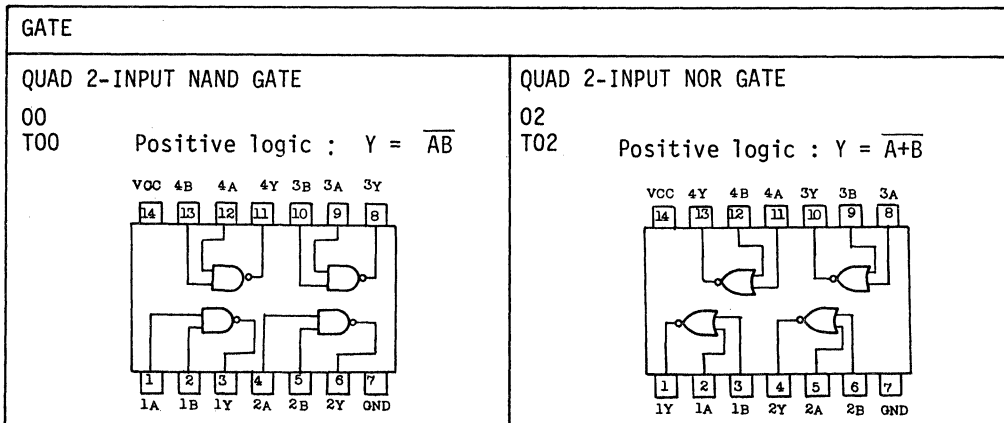 GATE
QUAD 2-INPUT NAND GATE
00
T00 Positive logic : Y = A̅B̅
VCC 4B 4A 4Y 3B 3A 3Y
14 13 12 11 10 9 8
1 2 3 4 5 6 7
1A 1B 1Y 2A 2B 2Y GND
QUAD 2-INPUT NOR GATE
02
T02 Positive logic : Y = A̅+̅B̅
VCC 4Y 4B 4A 3Y 3B 3A
14 13 12 11 10 9 8
1 2 3 4 5 6 7
1Y 1A 1B 2Y 2A 2B GND